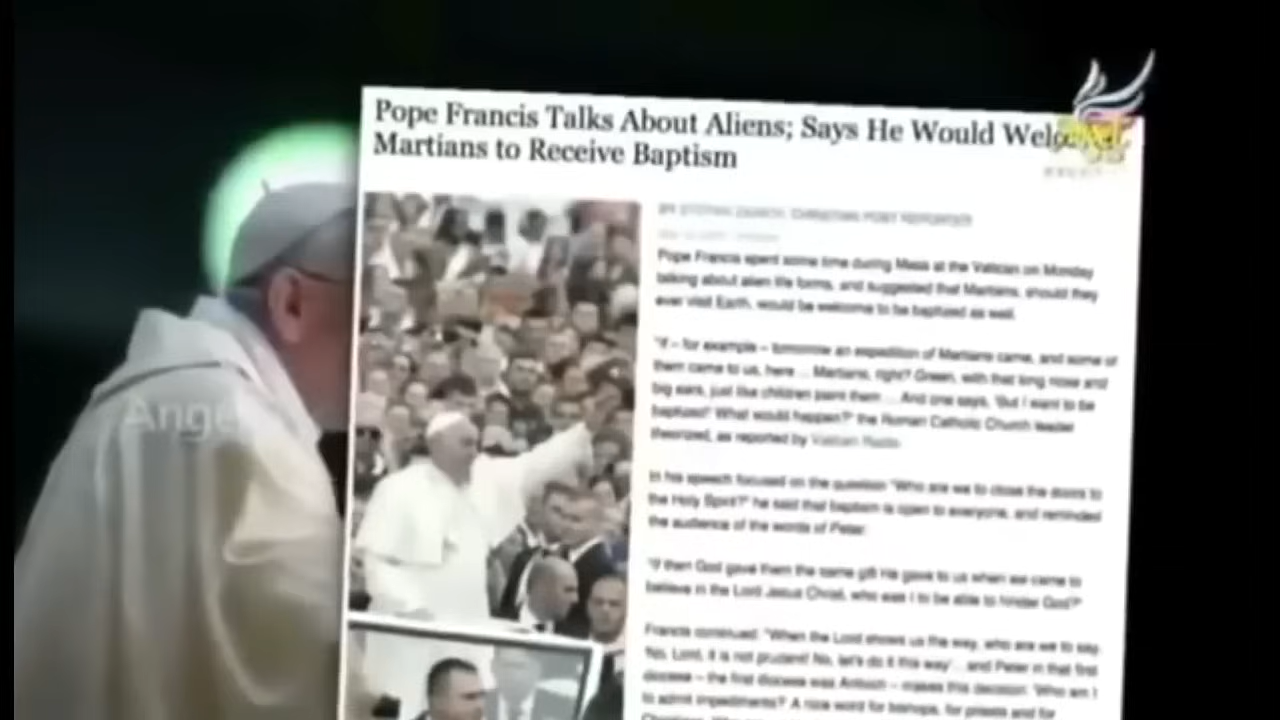 Pope Francis Talks About Aliens; Says He Would
Martians to Receive Baptism
CHRISTIAN POST REPORTER
Pope Francis spent some time during Mass at the Vatican on Monday
talking about alien life forms, and suggested that Martians, should they
ever visit Earth, would be welcome to be baptized as well.
"If – for example – tomorrow an expedition of Martians came, and some of
them came to us, here ... Martians, right? Green, with that long nose and
big ears, just like children paint them ... And one says, 'But I want to be
baptized!' What would happen?" the Roman Catholic Church leader
theorized, as reported by Vatican Radio.
In his speech focused on the question "Who are we to close the doors to
the Holy Spirit?" he said that baptism is open to everyone, and reminded
the audience of the words of Peter:
"If then God gave them the same gift He gave to us when we came to
believe in the Lord Jesus Christ, who was I to be able to hinder God?"
Francis continued: "When the Lord shows us the way, who are we to say,
'No, Lord, it is not prudent! No, let's do it this way' ... and Peter in that first
diocese – the first diocese was Antioch – makes this decision: 'Who am I
to admit impediments?' A nice word for bishops, for priests and for
Ange